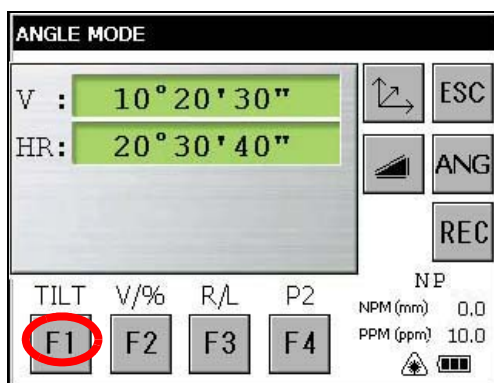 ANGLE MODE
V : 10°20'30"
HR: 20°30'40"
ESC
ANG
REC
TILT V/% R/L P2
F1 F2 F3 F4
NP
NPM (mm) 0.0
PPM (ppm) 10.0